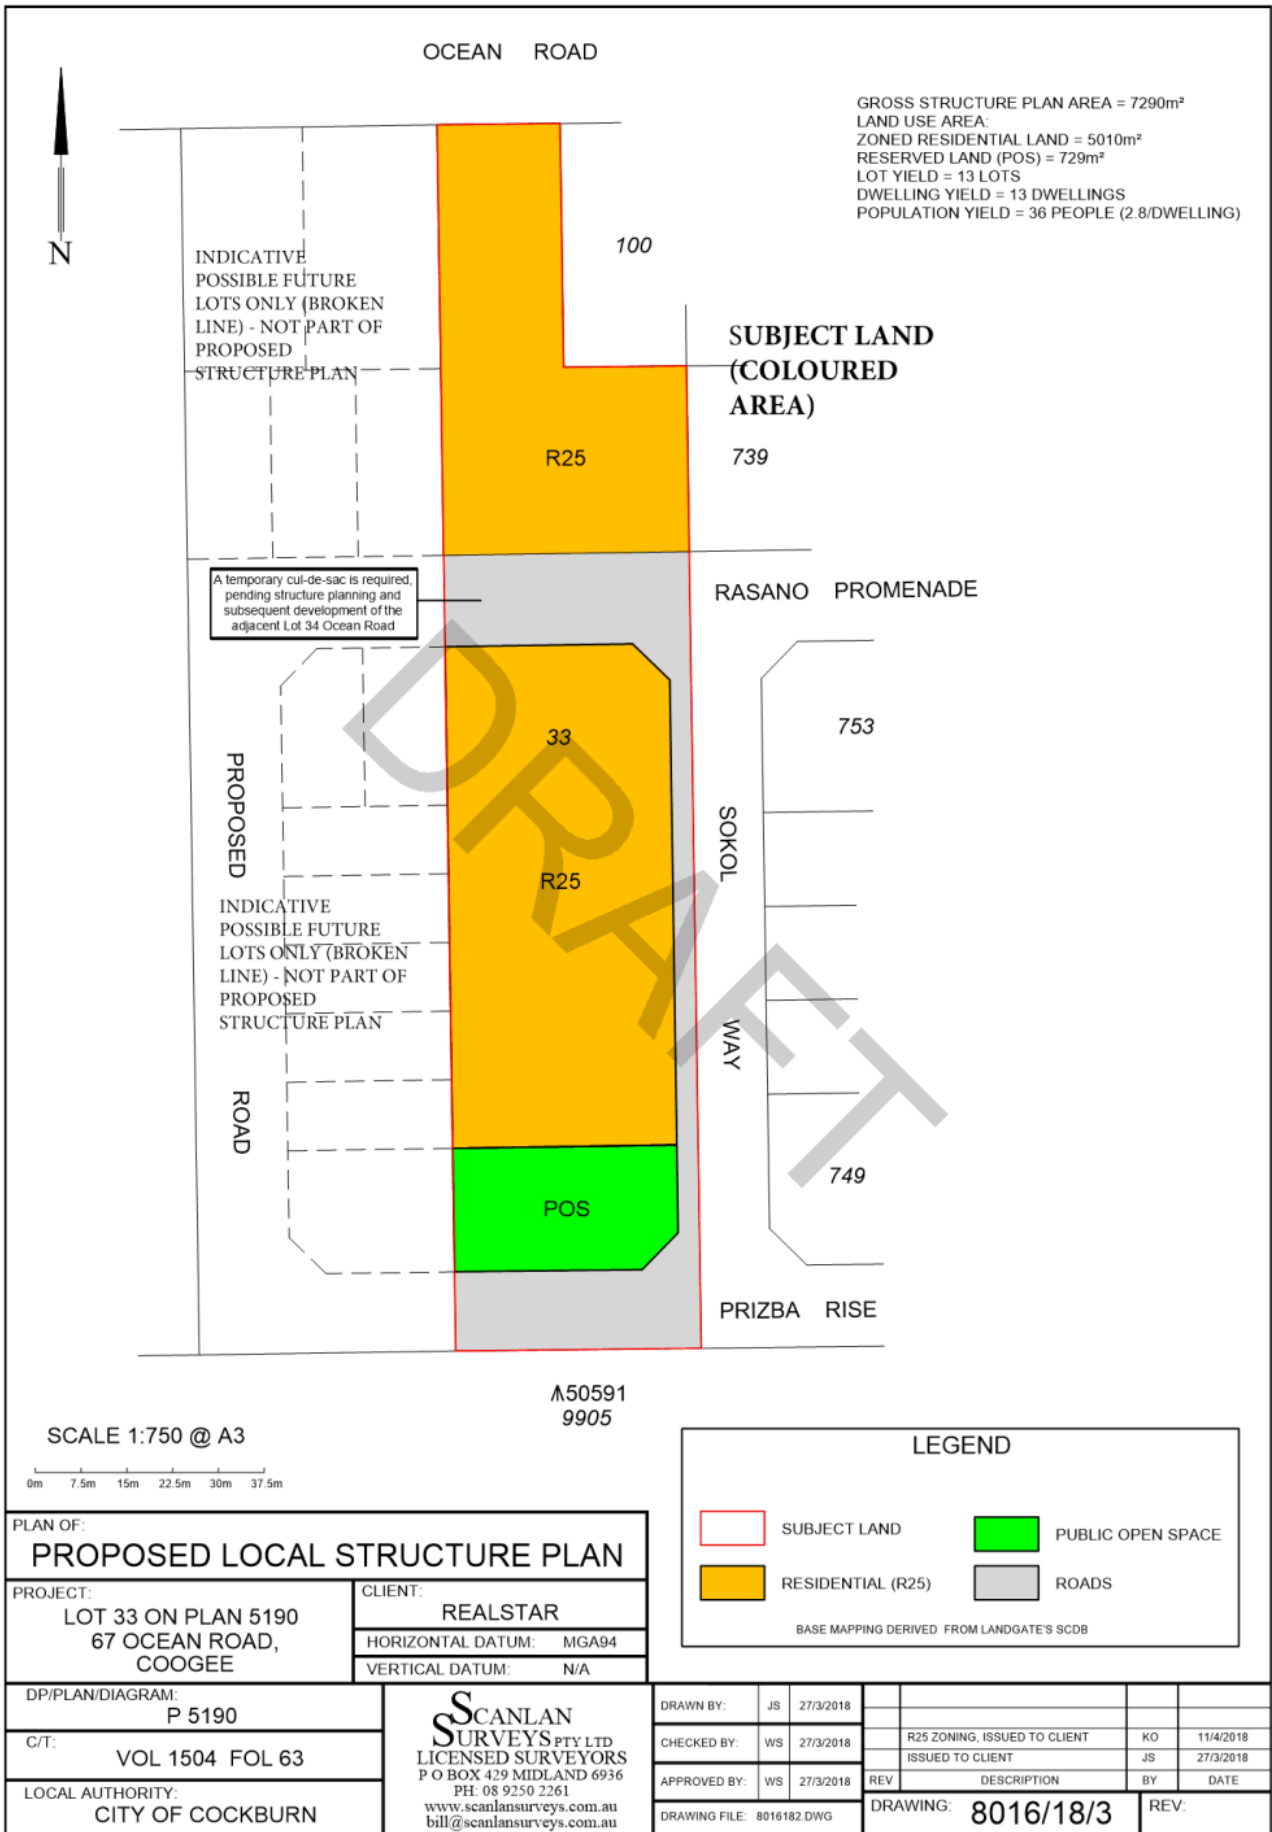 OCEAN ROAD
GROSS STRUCTURE PLAN AREA = 7290m²
LAND USE AREA:
ZONED RESIDENTIAL LAND = 5010m²
RESERVED LAND (POS) = 729m²
LOT YIELD = 13 LOTS
DWELLING YIELD = 13 DWELLINGS
POPULATION YIELD = 36 PEOPLE (2.8/DWELLING)
N
INDICATIVE
POSSIBLE FUTURE
LOTS ONLY (BROKEN
LINE) - NOT PART OF
PROPOSED
STRUCTURE PLAN
100
SUBJECT LAND
(COLOURED
AREA)
R25
739
A temporary cul-de-sac is required,
pending structure planning and
subsequent development of the
adjacent Lot 34 Ocean Road
RASANO PROMENADE
33
753
PROPOSED
ROAD
SOKOL
WAY
R25
INDICATIVE
POSSIBLE FUTURE
LOTS ONLY (BROKEN
LINE) - NOT PART OF
PROPOSED
STRUCTURE PLAN
DRAFT
749
POS
PRIZBA RISE
50591
9905
SCALE 1:750 @ A3
0m 7.5m 15m 22.5m 30m 37.5m
LEGEND
SUBJECT LAND
PUBLIC OPEN SPACE
RESIDENTIAL (R25)
ROADS
BASE MAPPING DERIVED FROM LANDGATE'S SCDB
PLAN OF:
PROPOSED LOCAL STRUCTURE PLAN
PROJECT:
LOT 33 ON PLAN 5190
67 OCEAN ROAD,
COOGEE
CLIENT:
REALSTAR
HORIZONTAL DATUM: MGA94
VERTICAL DATUM: N/A
DP/PLAN/DIAGRAM:
P 5190
C/T:
VOL 1504 FOL 63
LOCAL AUTHORITY:
CITY OF COCKBURN
SCANLAN
SURVEYS PTY LTD
LICENSED SURVEYORS
P O BOX 429 MIDLAND 6936
PH: 08 9250 2261
www.scanlansurveys.com.au
bill@scanlansurveys.com.au
DRAWN BY: JS 27/3/2018
CHECKED BY: WS 27/3/2018
APPROVED BY: WS 27/3/2018
DRAWING FILE: 8016182.DWG
R25 ZONING, ISSUED TO CLIENT KO 11/4/2018
ISSUED TO CLIENT JS 27/3/2018
REV DESCRIPTION BY DATE
DRAWING: 8016/18/3 REV: